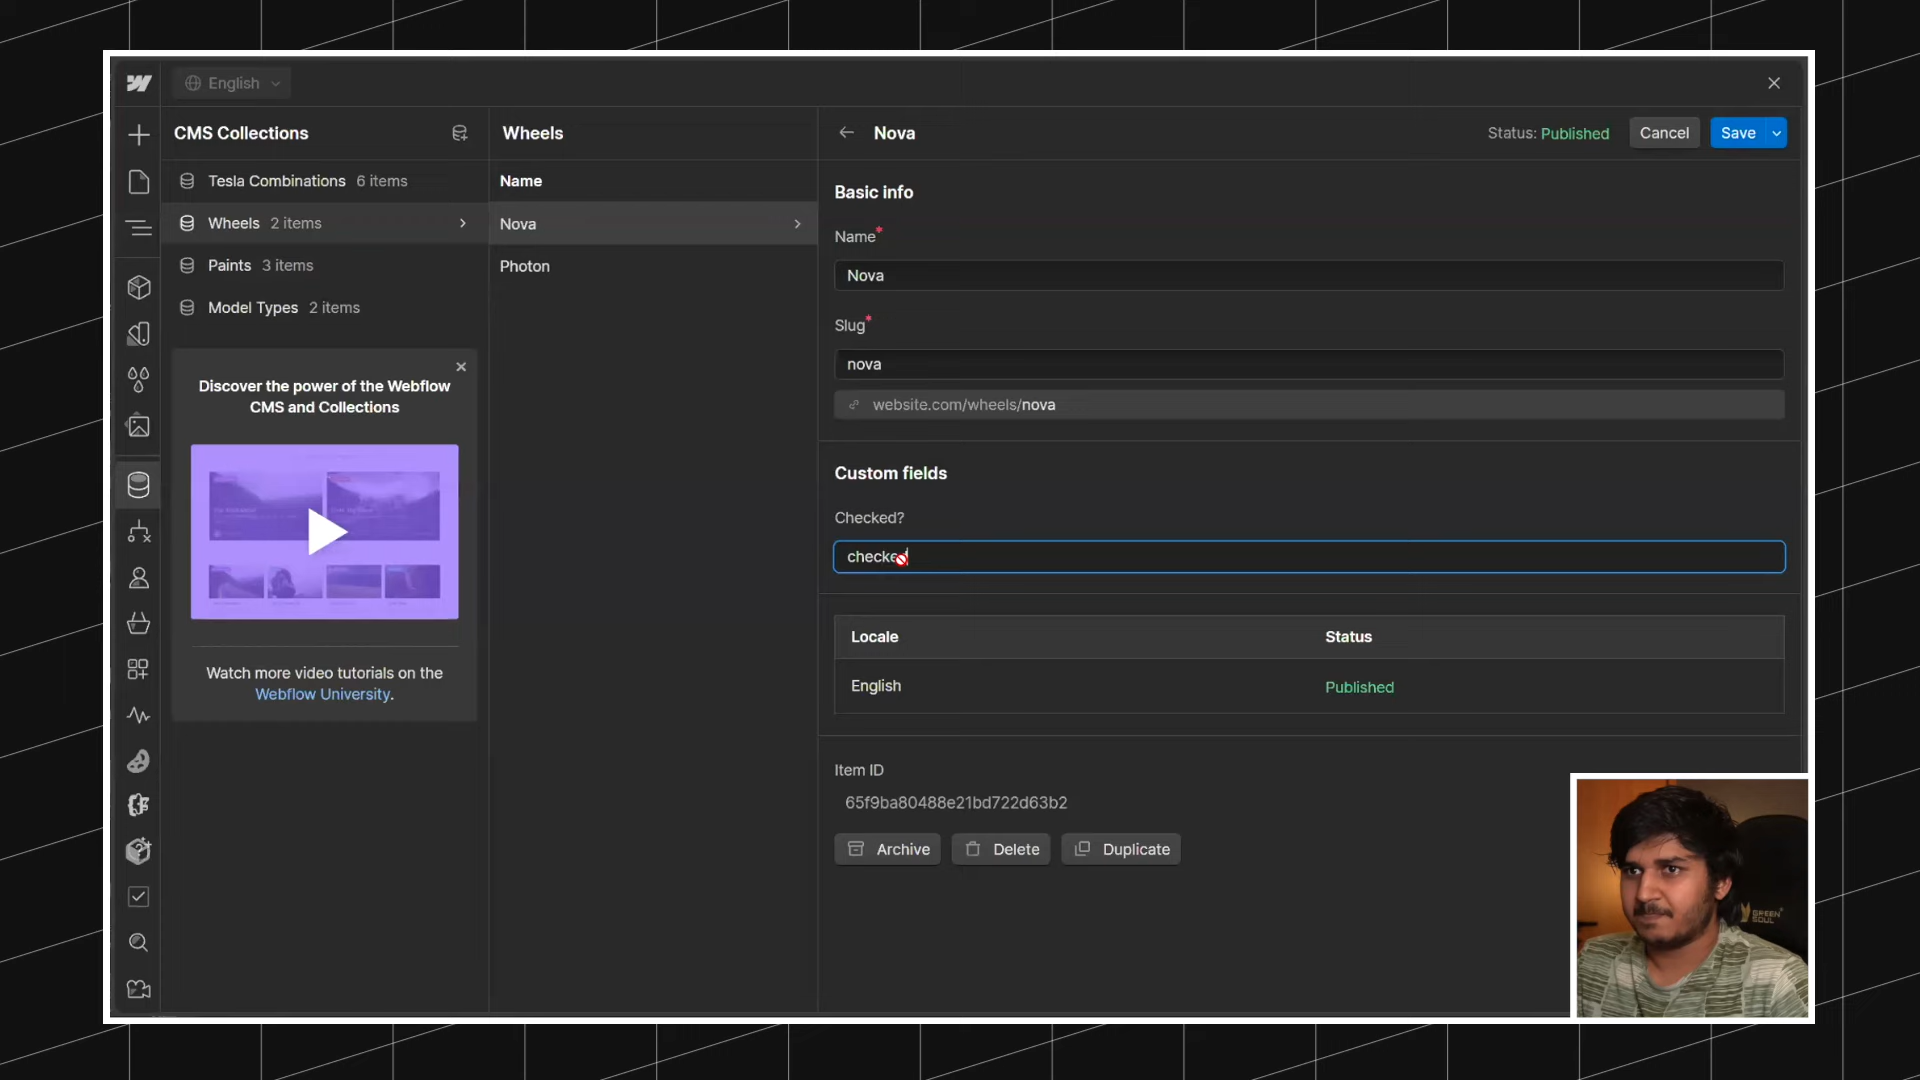 English
CMS Collections
Tesla Combinations 6 items
Wheels 2 items
Paints 3 items
Model Types 2 items
Discover the power of the Webflow
CMS and Collections
Watch more video tutorials on the
Webflow University.
Wheels
Name
Nova
Photon
Nova
Status: Published
Cancel
Save
Basic info
Name*
Nova
Slug*
nova
website.com/wheels/nova
Custom fields
Checked?
checked
Locale Status
English Published
Item ID
65f9ba80488e21bd722d63b2
Archive
Delete
Duplicate
GREEN
SOUL